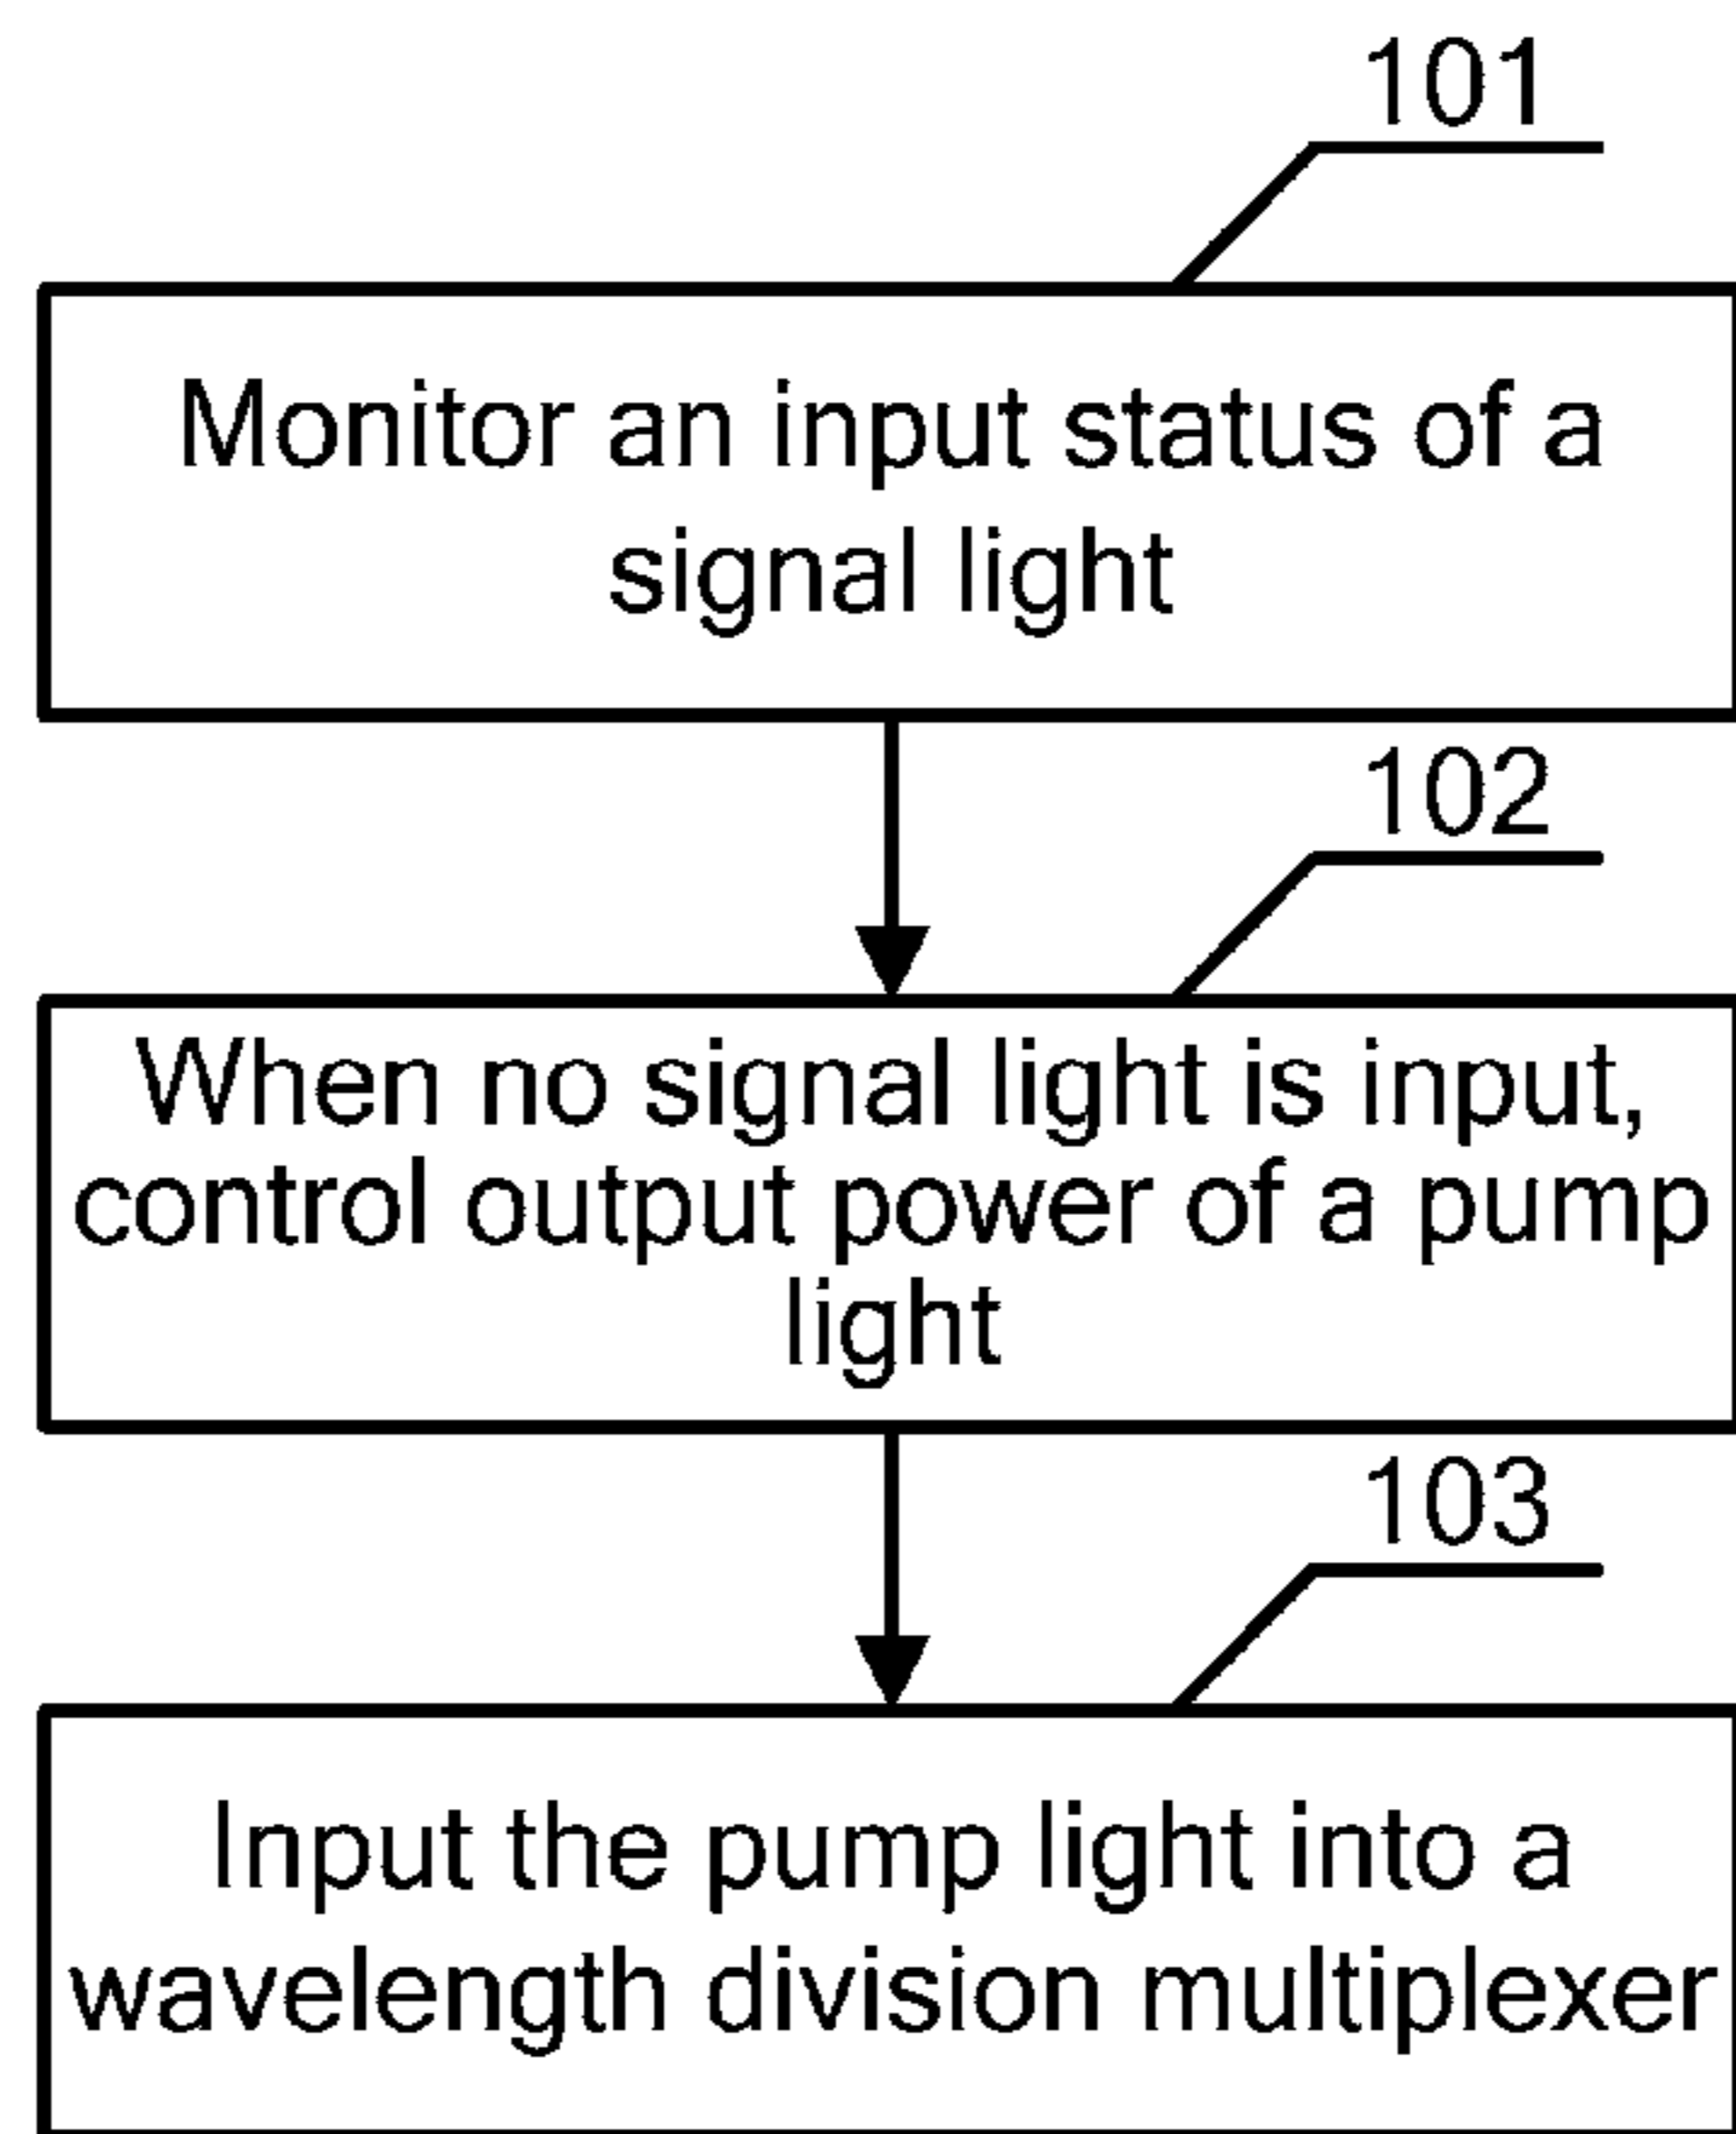 101
Monitor an input status of a
signal light
102
When no signal light is input,
control output power of a pump
light
103
Input the pump light into a
wavelength division multiplexer